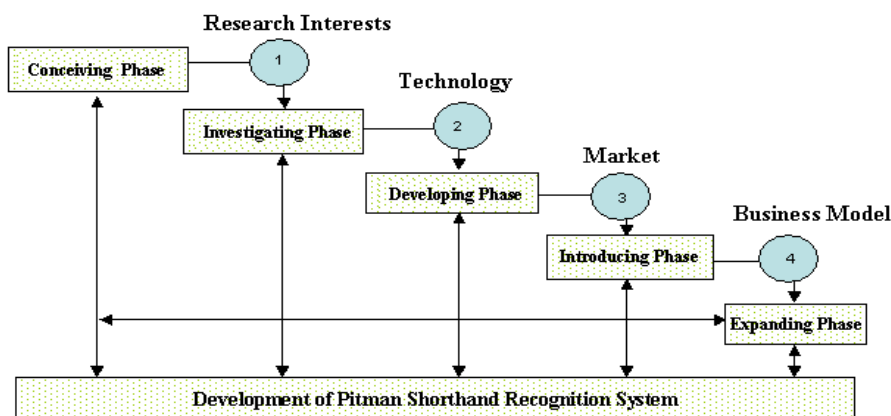 Research Interests
Conceiving Phase
1
Technology
Investigating Phase
2
Market
Developing Phase
3
Business Model
Introducing Phase
4
Expanding Phase
Development of Pitman Shorthand Recognition System